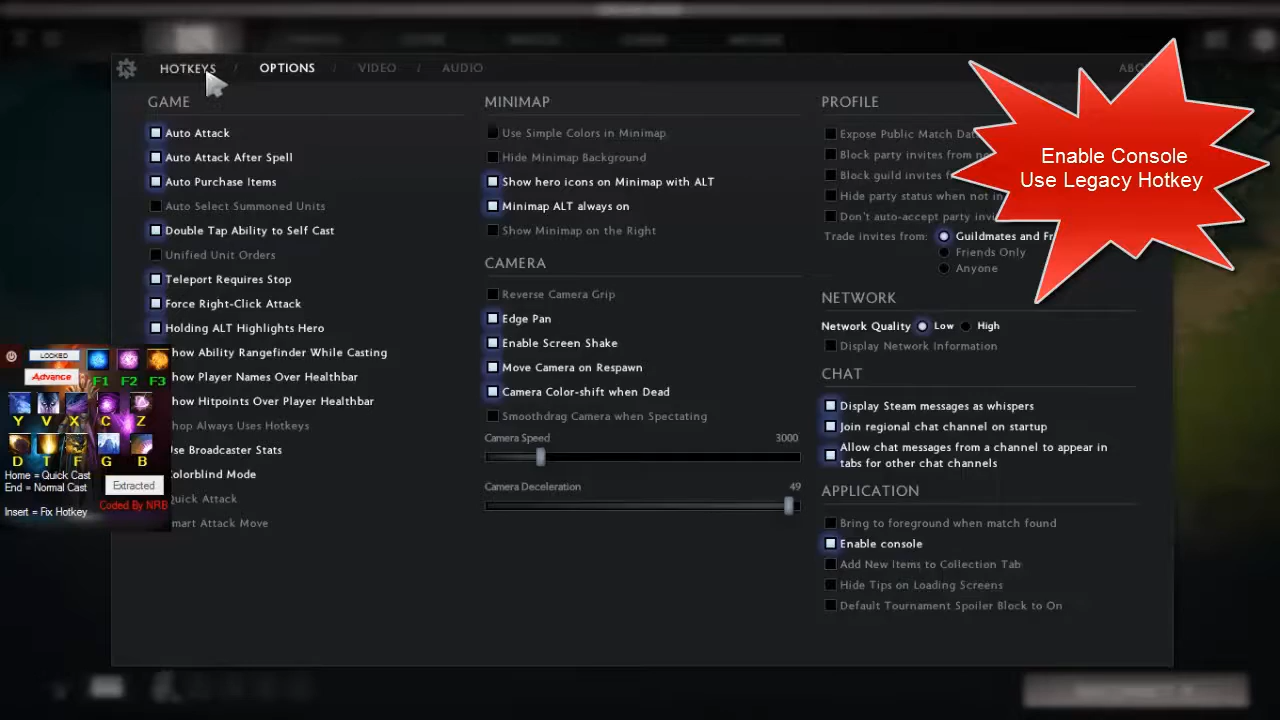 HOTKEYS / OPTIONS / VIDEO / AUDIO
GAME
Auto Attack
Auto Attack After Spell
Auto Purchase Items
Auto Select Summoned Units
Double Tap Ability to Self Cast
Unified Unit Orders
Teleport Requires Stop
Force Right-Click Attack
Holding ALT Highlights Hero
how Ability Rangefinder While Casting
how Player Names Over Healthbar
how Hitpoints Over Player Healthbar
hop Always Uses Hotkeys
se Broadcast Stats
olorblind Mode
uick Attack
mart Attack Move
MINIMAP
Use Simple Colors in Minimap
Hide Minimap Background
Show hero icons on Minimap with ALT
Minimap ALT always on
Show Minimap on the Right
CAMERA
Reverse Camera Grip
Edge Pan
Enable Screen Shake
Move Camera on Respawn
Camera Color-shift when Dead
Smoothdrag Camera when Spectating
Camera Speed 3000
Camera Deceleration 49
ABO
PROFILE
Expose Public Match Dat
Block party invites from no
Block guild invites f
Hide party status when not in
Don't auto-accept party invi
Trade invites from: Guildmates and Fr
Friends Only
Anyone
NETWORK
Network Quality Low High
Display Network Information
CHAT
Display Steam messages as whispers
Join regional chat channel on startup
Allow chat messages from a channel to appear in
tabs for other chat channels
APPLICATION
Bring to foreground when match found
Enable console
Add New Items to Collection Tab
Hide Tips on Loading Screens
Default Tournament Spoiler Block to On
Enable Console
Use Legacy Hotkey
LOCKED
Advance
F1 F2 F3
Y V X C Z
D T F G B
Home = Quick Cast
End = Normal Cast
Extracted
Insert = Fix Hotkey
Coded By NRB